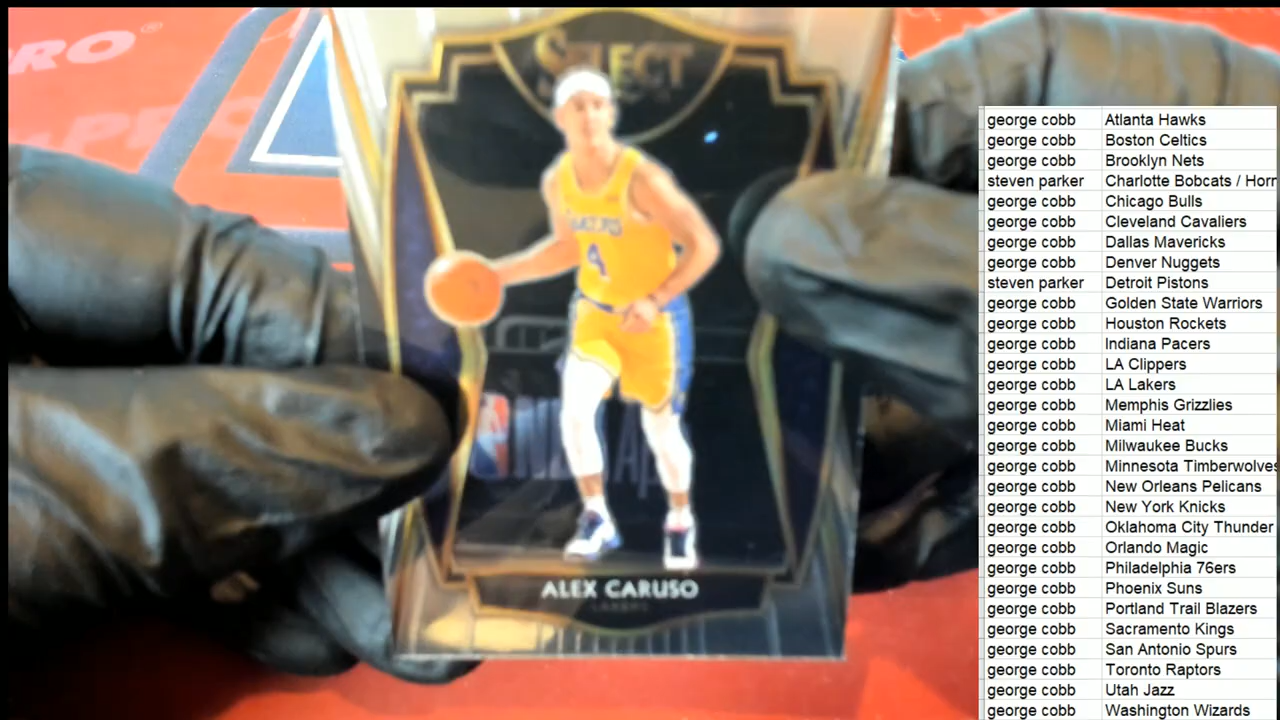 PRO®
PRO
SELECT
LAKERS
4
ALEX CARUSO
LAKERS
george cobb Atlanta Hawks
george cobb Boston Celtics
george cobb Brooklyn Nets
steven parker Charlotte Bobcats / Horr
george cobb Chicago Bulls
george cobb Cleveland Cavaliers
george cobb Dallas Mavericks
george cobb Denver Nuggets
steven parker Detroit Pistons
george cobb Golden State Warriors
george cobb Houston Rockets
george cobb Indiana Pacers
george cobb LA Clippers
george cobb LA Lakers
george cobb Memphis Grizzlies
george cobb Miami Heat
george cobb Milwaukee Bucks
george cobb Minnesota Timberwolves
george cobb New Orleans Pelicans
george cobb New York Knicks
george cobb Oklahoma City Thunder
george cobb Orlando Magic
george cobb Philadelphia 76ers
george cobb Phoenix Suns
george cobb Portland Trail Blazers
george cobb Sacramento Kings
george cobb San Antonio Spurs
george cobb Toronto Raptors
george cobb Utah Jazz
george cobb Washington Wizards